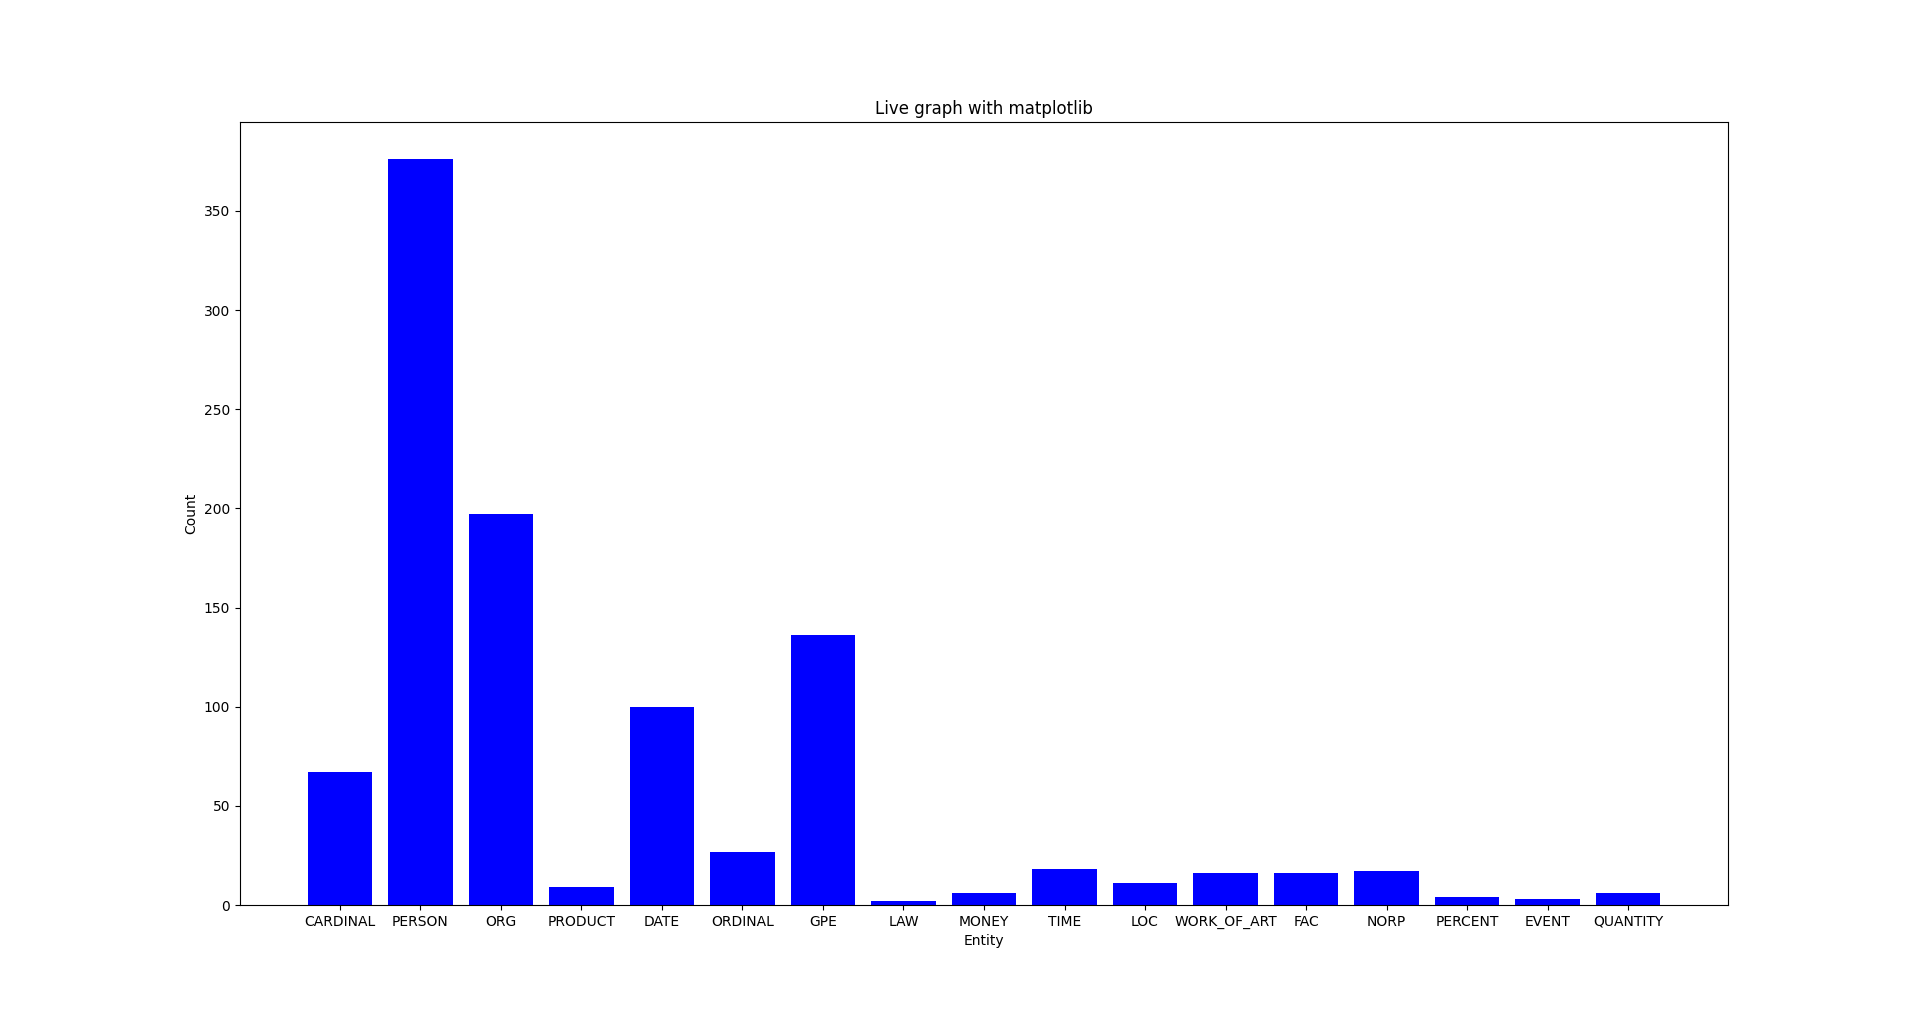 Live graph with matplotlib
350
300
250
200
150
100
50
0
Count
CARDINAL PERSON ORG PRODUCT DATE ORDINAL GPE LAW MONEY TIME LOC WORK_OF_ART FAC NORP PERCENT EVENT QUANTITY
Entity